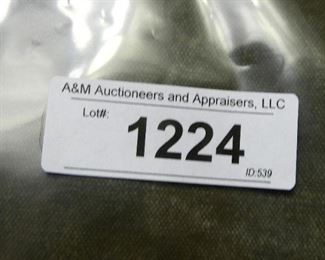 A&M Auctioneers and Appraisers, LLC
Lot#:
1224
ID:539